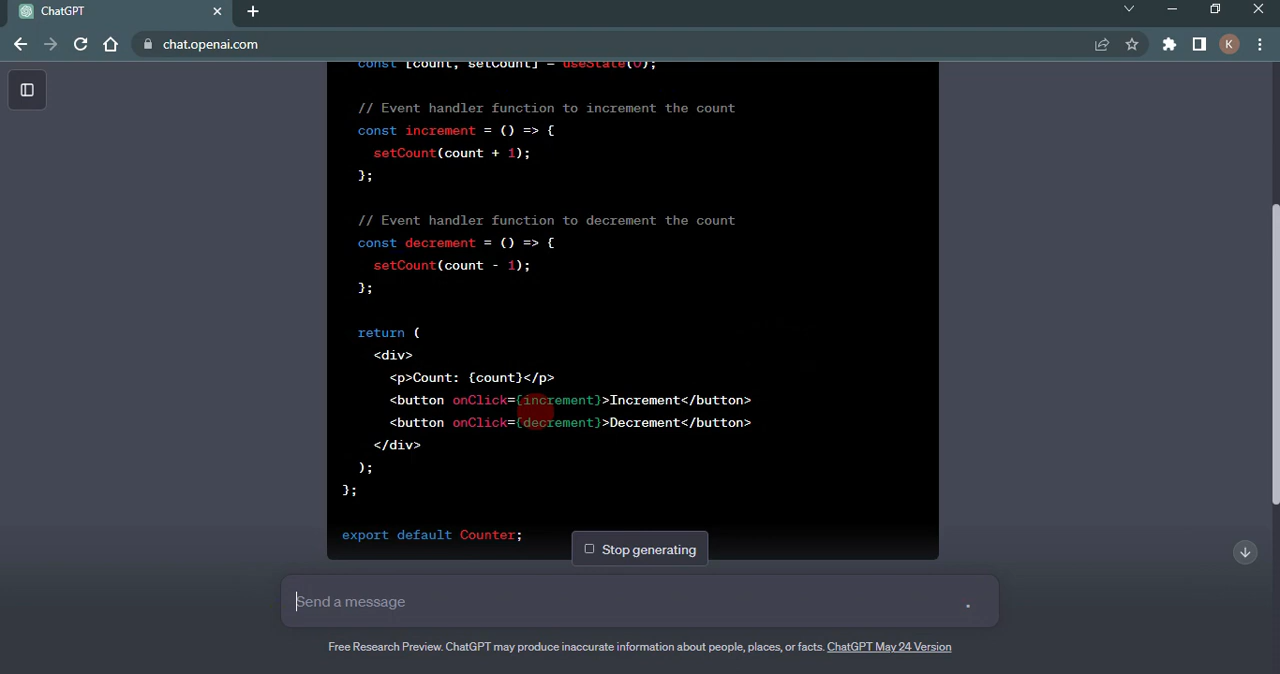 ChatGPT
chat.openai.com
K
const [count, setCount] = useState(0);
// Event handler function to increment the count
const increment = () => {
setCount(count + 1);
};
// Event handler function to decrement the count
const decrement = () => {
setCount(count - 1);
};
return (
<div>
<p>Count: {count}</p>
<button onClick={increment}>Increment</button>
<button onClick={decrement}>Decrement</button>
</div>
);
};
export default Counter;
Stop generating
Send a message
Free Research Preview. ChatGPT may produce inaccurate information about people, places, or facts. ChatGPT May 24 Version